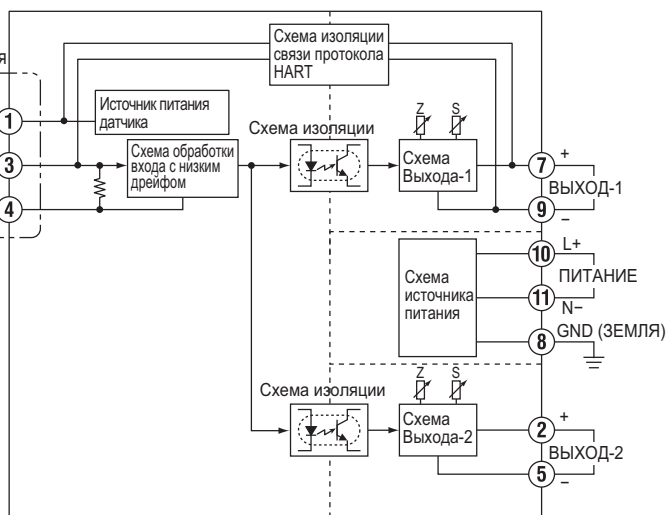 Схема изоляции
связи протокола
HART
я
1
Источник питания
датчика
Схема изоляции
Z S
3
Схема обработки
входа с низким
дрейфом
Схема
Выхода-1
7 +
ВЫХОД-1
4
9 −
Схема
источника
питания
10 L+
ПИТАНИЕ
11 N−
8 GND (ЗЕМЛЯ)
Схема изоляции
Z S
Схема
Выхода-2
2 +
ВЫХОД-2
5 −